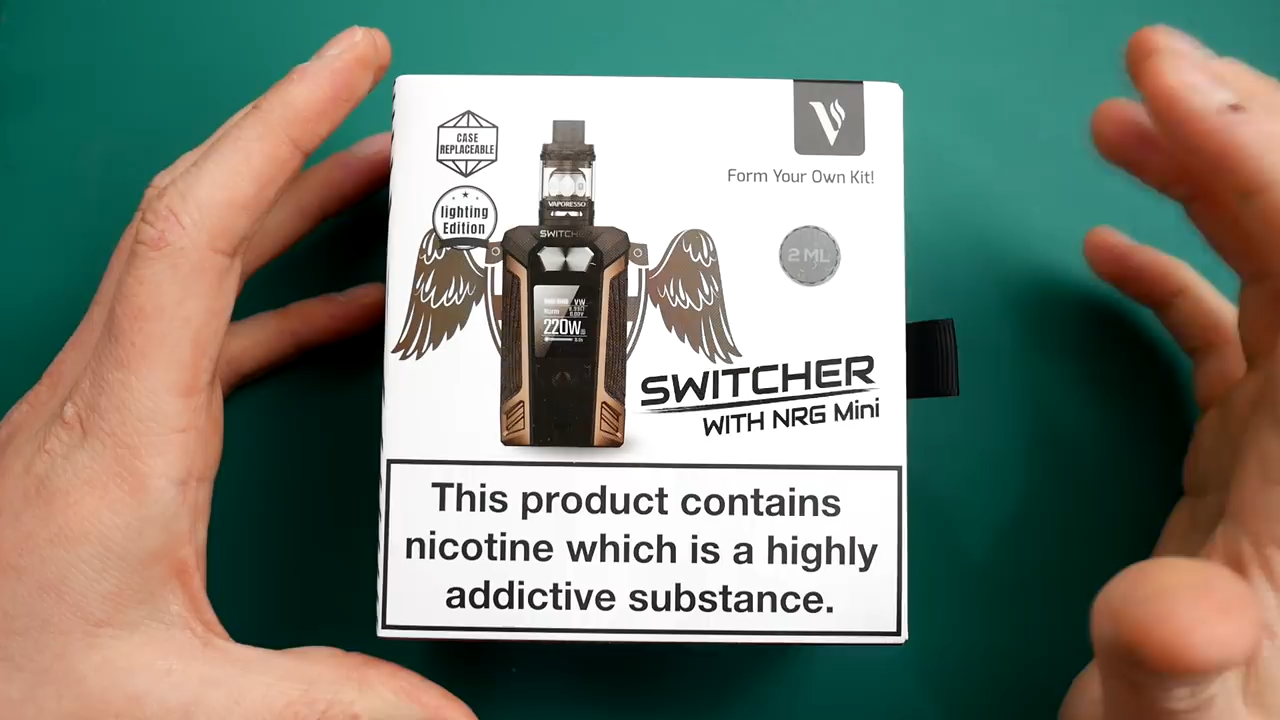 CASE
REPLACEABLE
lighting
Edition
VAPORESSO
SWITCHER
VW
220W
V
Form Your Own Kit!
2 ML
SWITCHER
WITH NRG Mini
This product contains
nicotine which is a highly
addictive substance.